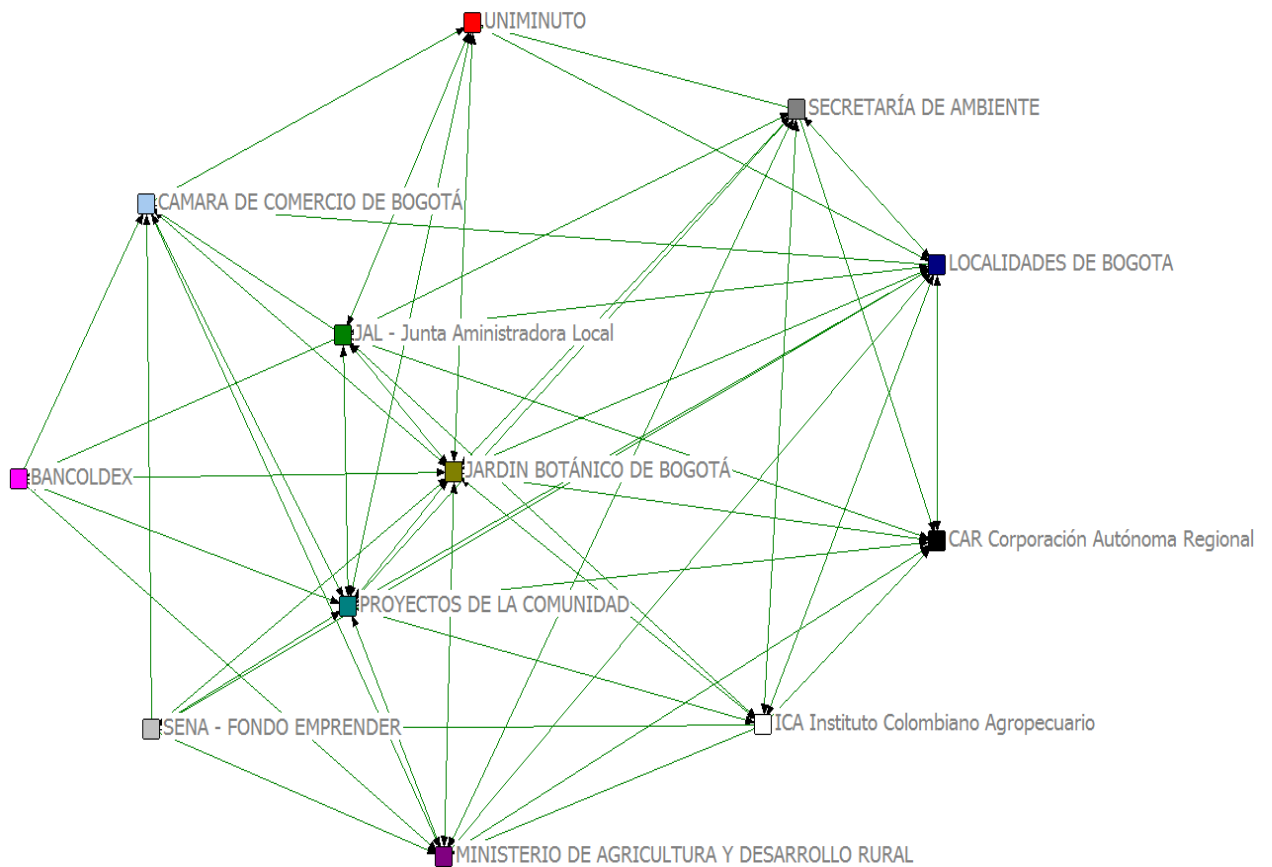 UNIMINUTO
SECRETARÍA DE AMBIENTE
CAMARA DE COMERCIO DE BOGOTÁ
LOCALIDADES DE BOGOTA
JAL - Junta Aministradora Local
JARDIN BOTÁNICO DE BOGOTÁ
BANCOLDEX
CAR Corporación Autónoma Regional
PROYECTOS DE LA COMUNIDAD
ICA Instituto Colombiano Agropecuario
SENA - FONDO EMPRENDER
MINISTERIO DE AGRICULTURA Y DESARROLLO RURAL